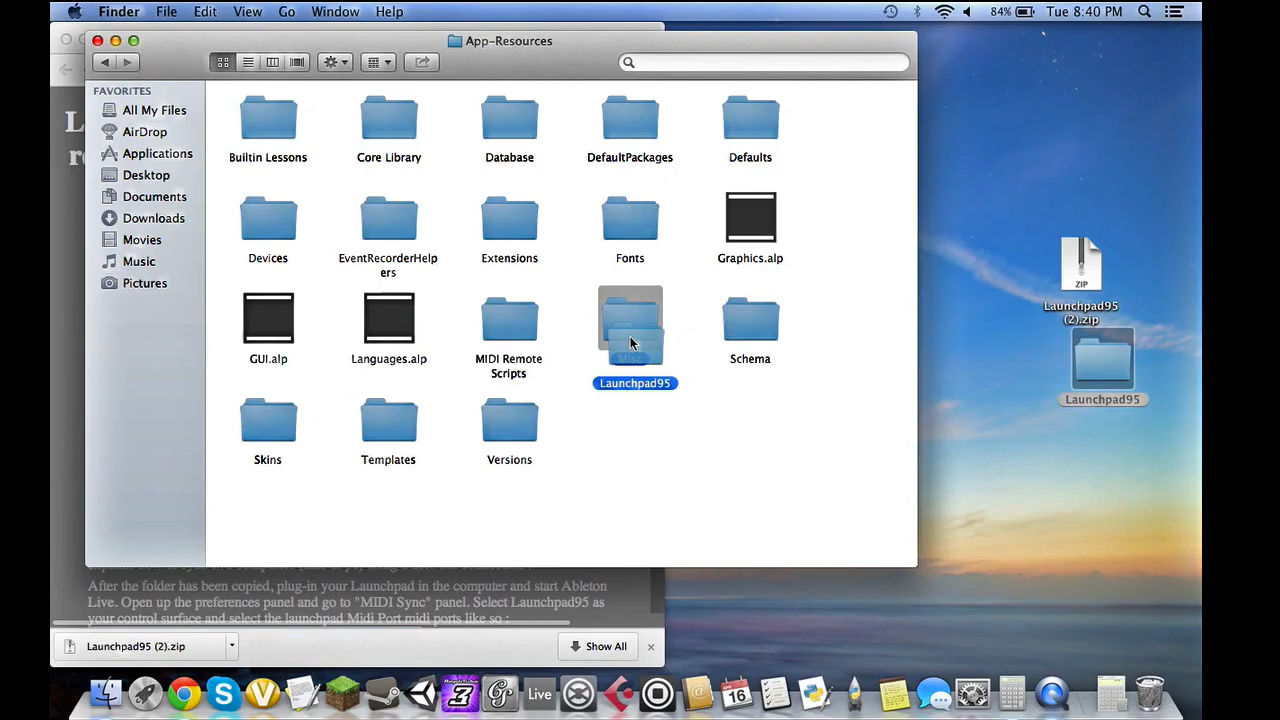 Finder File Edit View Go Window Help 84% Tue 8:40 PM
App-Resources
FAVORITES
All My Files
AirDrop
Applications
Desktop
Documents
Downloads
Movies
Music
Pictures
Builtin Lessons Core Library Database DefaultPackages Defaults
Devices EventRecorderHelp Extensions Fonts Graphics.alp
ers
GUI.alp Languages.alp MIDI Remote Misc Schema
Scripts
Launchpad95
Skins Templates Versions
ZIP
Launchpad95
(2).zip
Launchpad95
After the folder has been copied, plug-in your Launchpad in the computer and start Ableton
Live. Open up the preferences panel and go to "MIDI Sync" panel. Select Launchpad95 as
your control surface and select the launchpad Midi Port midi ports like so :
Launchpad95 (2).zip Show All
Live
APR
16